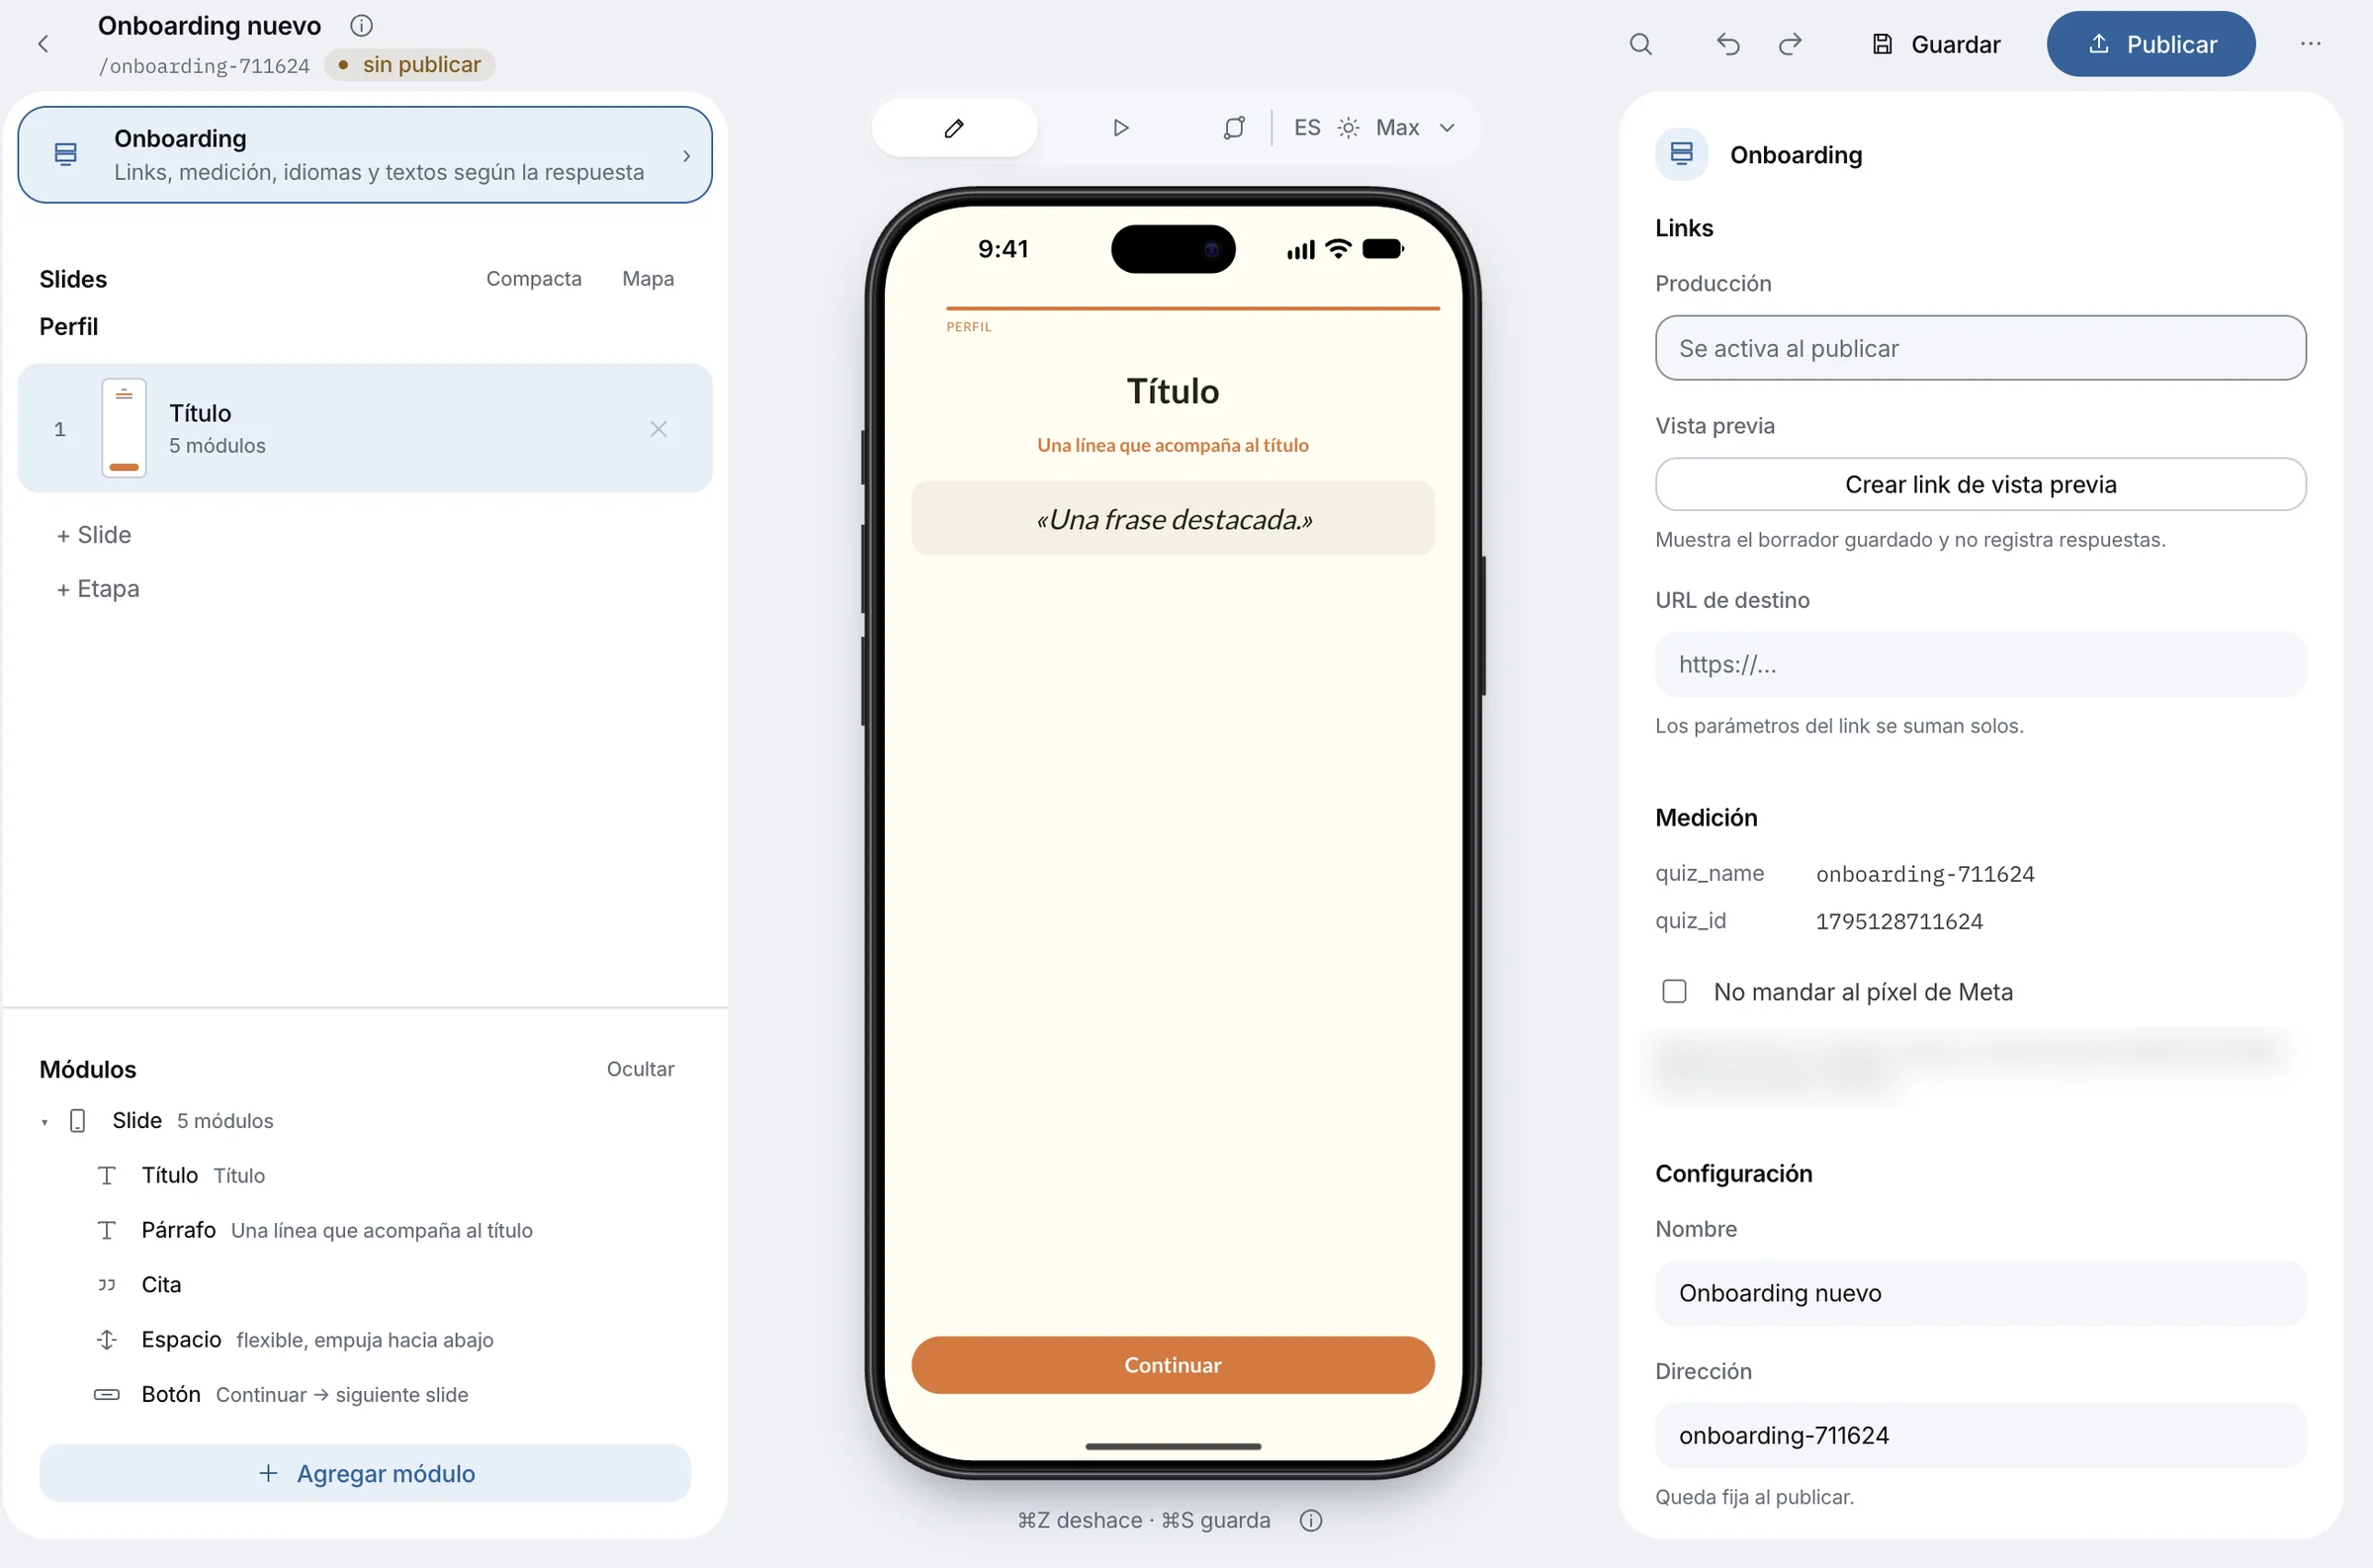 Onboarding nuevo
/onboarding-711624 sin publicar
Guardar
Publicar
Onboarding
Links, medición, idiomas y textos según la respuesta
Slides Compacta Mapa
Perfil
1
Título
5 módulos
+ Slide
+ Etapa
Módulos Ocultar
Slide 5 módulos
Título Título
Párrafo Una línea que acompaña al título
Cita
Espacio flexible, empuja hacia abajo
Botón Continuar → siguiente slide
+ Agregar módulo
ES Max
9:41
PERFIL
Título
Una línea que acompaña al título
«Una frase destacada.»
Continuar
⌘Z deshace · ⌘S guarda
Onboarding
Links
Producción
Se activa al publicar
Vista previa
Crear link de vista previa
Muestra el borrador guardado y no registra respuestas.
URL de destino
https://...
Los parámetros del link se suman solos.
Medición
quiz_name onboarding-711624
quiz_id 1795128711624
No mandar al píxel de Meta
Configuración
Nombre
Onboarding nuevo
Dirección
onboarding-711624
Queda fija al publicar.